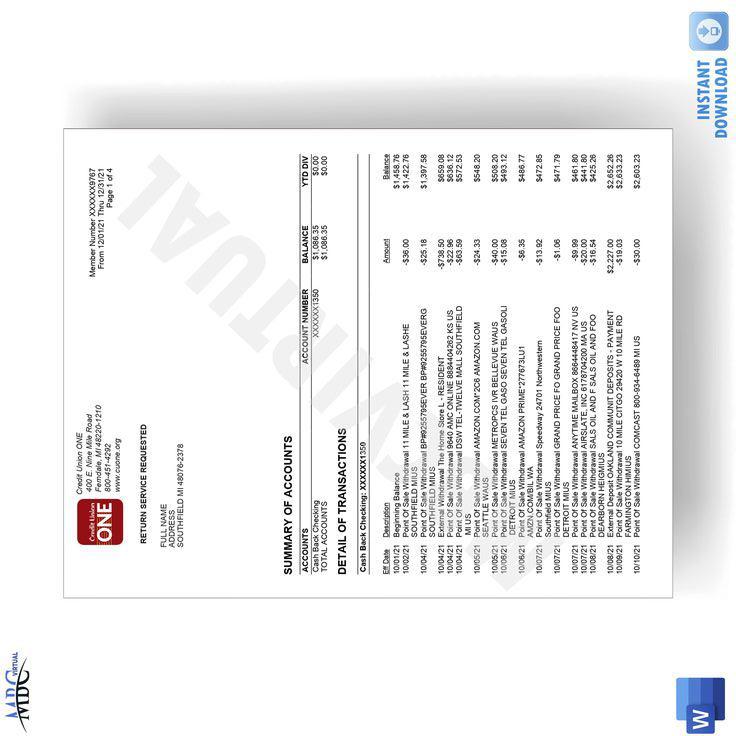 INSTANT
DOWNLOAD
Credit Union
ONE
Credit Union ONE
400 E. Nine Mile Road
Ferndale, MI 48220-1210
800-451-4292
www.cuone.org
Member Number XXXXXX9767
From 12/01/21 Thru 12/31/21
Page 1 of 4
RETURN SERVICE REQUESTED
FULL NAME
ADDRESS
SOUTHFIELD MI 48076-2378
SUMMARY OF ACCOUNTS
ACCOUNTS ACCOUNT NUMBER BALANCE YTD DIV
Cash Back Checking XXXXXX1350 $1,086.35 $0.00
TOTAL ACCOUNTS $1,086.35 $0.00
DETAIL OF TRANSACTIONS
Cash Back Checking: XXXXXX1350
Eff Date Description Amount Balance
10/01/21 Beginning Balance $1,458.76
10/02/21 Point Of Sale Withdrawal 11 MILE & LASH 11 MILE & LASHE -$36.00 $1,422.76
SOUTHFIELD MIUS
10/04/21 Point Of Sale Withdrawal BP#9255795EVER BP#9255795EVERG -$25.18 $1,397.58
SOUTHFIELD MIUS
10/04/21 External Withdrawal The Home Store L - RESIDENT -$738.50 $659.08
10/04/21 Point Of Sale Withdrawal 9640 AMC ONLINE 8884404262 KS US -$22.96 $636.12
10/04/21 Point Of Sale Withdrawal DSW TEL-TWELVE MALL SOUTHFIELD -$63.59 $572.53
MI US
10/05/21 Point Of Sale Withdrawal AMAZON.COM*2O6 AMAZON.COM -$24.33 $548.20
SEATTLE WAUS
10/05/21 Point Of Sale Withdrawal METROPCS IVR BELLEVUE WAUS -$40.00 $508.20
10/06/21 Point Of Sale Withdrawal SEVEN TEL GASO SEVEN TEL GASOLI -$15.08 $493.12
DETROIT MIUS
10/06/21 Point Of Sale Withdrawal AMAZON PRIME*277673LU1 -$6.35 $486.77
AMZN.COM/BIL WA
10/07/21 Point Of Sale Withdrawal Speedway 24701 Northwestern -$13.92 $472.85
Southfield MIUS
10/07/21 Point Of Sale Withdrawal GRAND PRICE FO GRAND PRICE FOO -$1.06 $471.79
DETROIT MIUS
10/07/21 Point Of Sale Withdrawal ANYTIME MAILBOX 8664448417 NV US -$9.99 $461.80
10/07/21 Point Of Sale Withdrawal AIRSLATE, INC 6178704200 MA US -$20.00 $441.80
10/08/21 Point Of Sale Withdrawal SALS OIL AND F SALS OIL AND FOO -$16.54 $425.26
DEARBORN HEGMIUS
10/08/21 External Deposit OAKLAND COMMUNIT DEPOSITS - PAYMENT $2,227.00 $2,652.26
10/09/21 Point Of Sale Withdrawal 10 MILE CITGO 29420 W 10 MILE RD -$19.03 $2,633.23
FARMINGTON HIMIUS
10/10/21 Point Of Sale Withdrawal COMCAST 800-934-6489 MI US -$30.00 $2,603.23
VIRTUAL
MBC
VIRTUAL
W